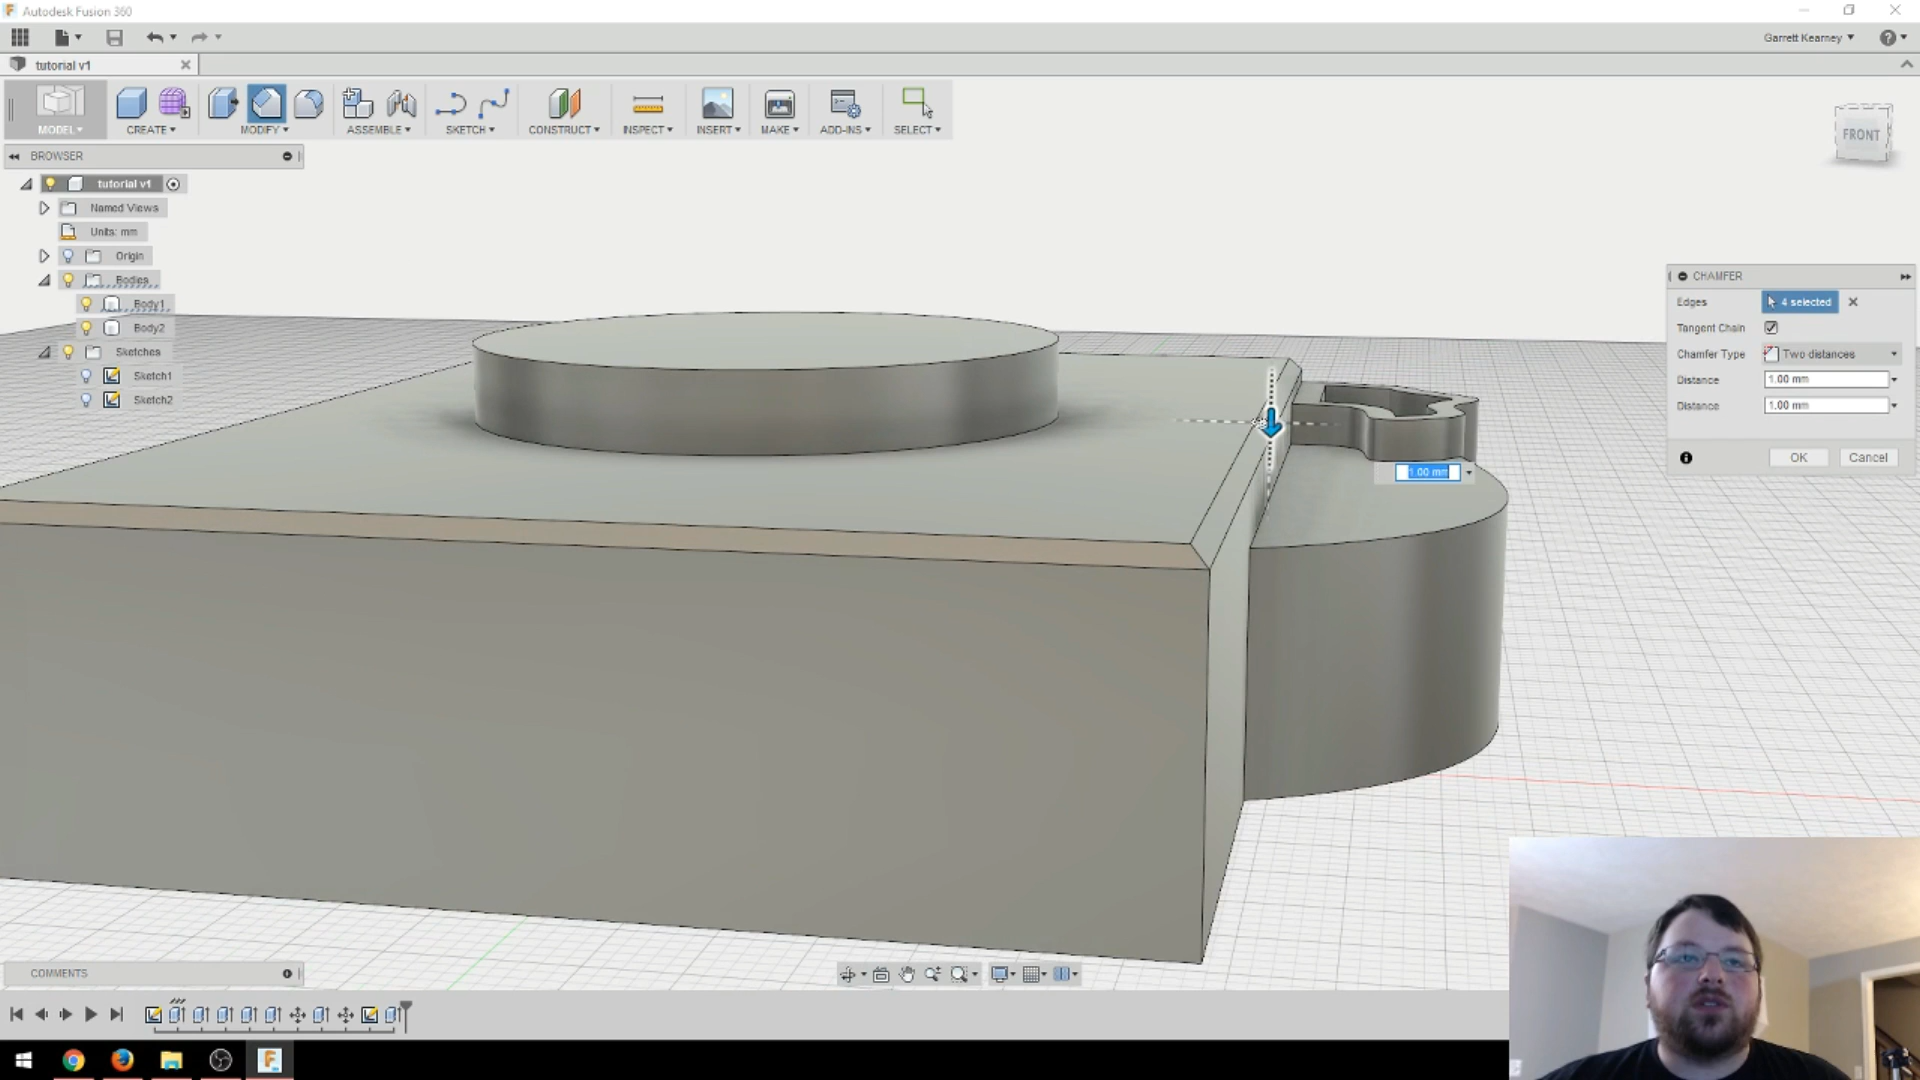 Autodesk Fusion 360
Garrett Kearney
tutorial v1
MODEL
CREATE
MODIFY
ASSEMBLE
SKETCH
CONSTRUCT
INSPECT
INSERT
MAKE
ADD-INS
SELECT
FRONT
BROWSER
tutorial v1
Named Views
Units: mm
Origin
Bodies
Body1
Body2
Sketches
Sketch1
Sketch2
CHAMFER
Edges 4 selected
Tangent Chain
Chamfer Type Two distances
Distance 1.00 mm
Distance 1.00 mm
OK Cancel
1.00 mm
COMMENTS